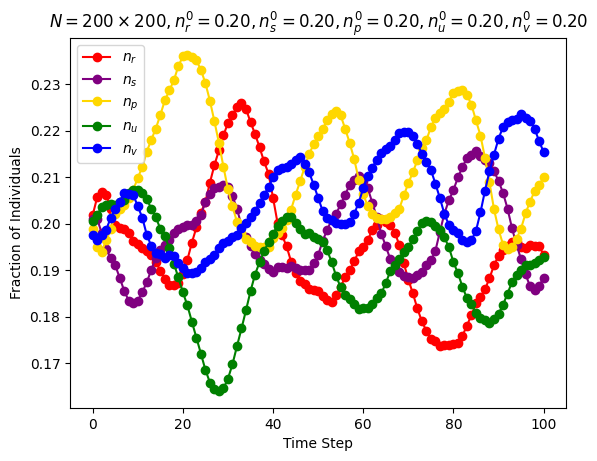 N = 200 × 200, n_r^0 = 0.20, n_s^0 = 0.20, n_p^0 = 0.20, n_u^0 = 0.20, n_v^0 = 0.20
n_r
n_s
n_p
n_u
n_v
0.23
0.22
0.21
0.20
0.19
0.18
0.17
Fraction of Individuals
0 20 40 60 80 100
Time Step